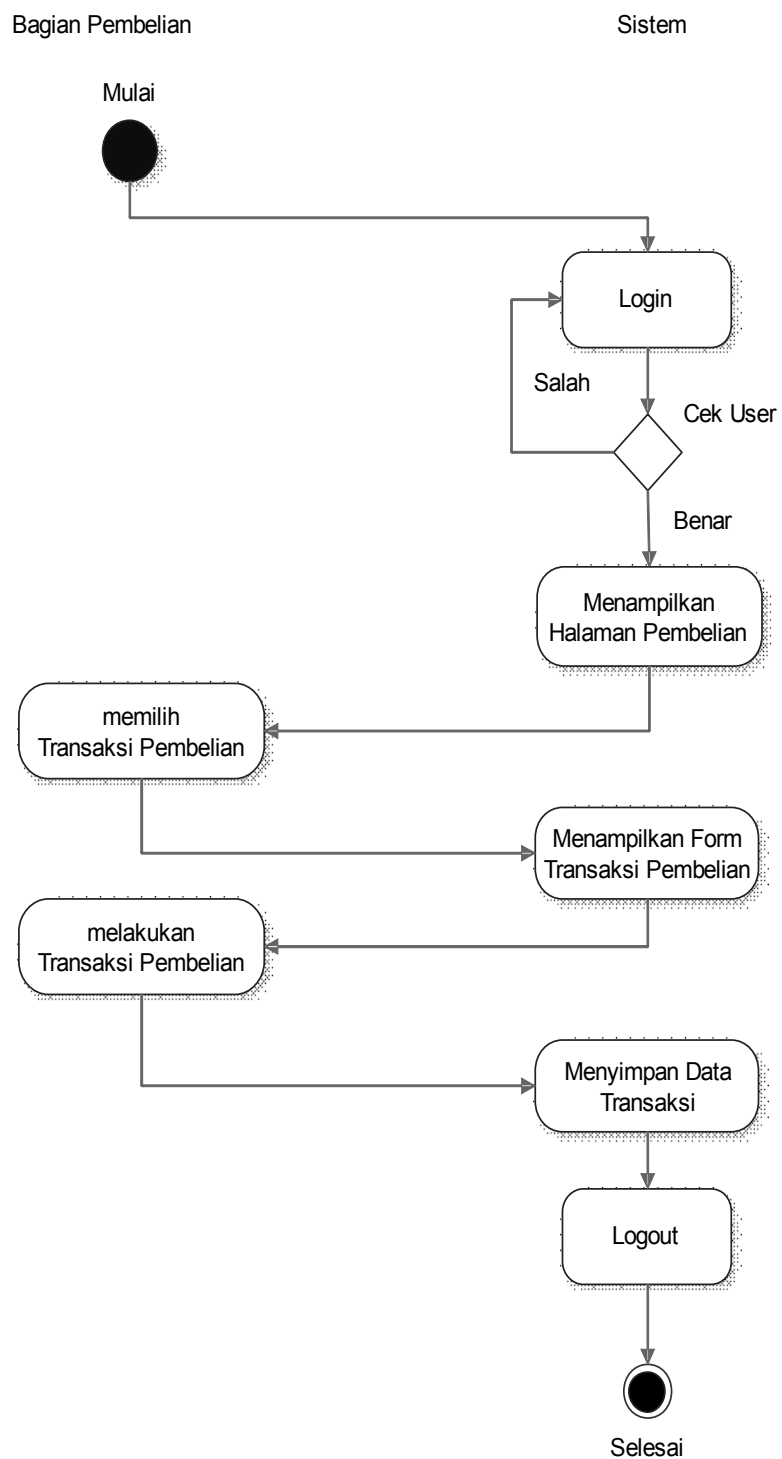 Bagian Pembelian
Sistem
Mulai
Login
Salah
Cek User
Benar
Menampilkan
Halaman Pembelian
memilih
Transaksi Pembelian
Menampilkan Form
Transaksi Pembelian
melakukan
Transaksi Pembelian
Menyimpan Data
Transaksi
Logout
Selesai